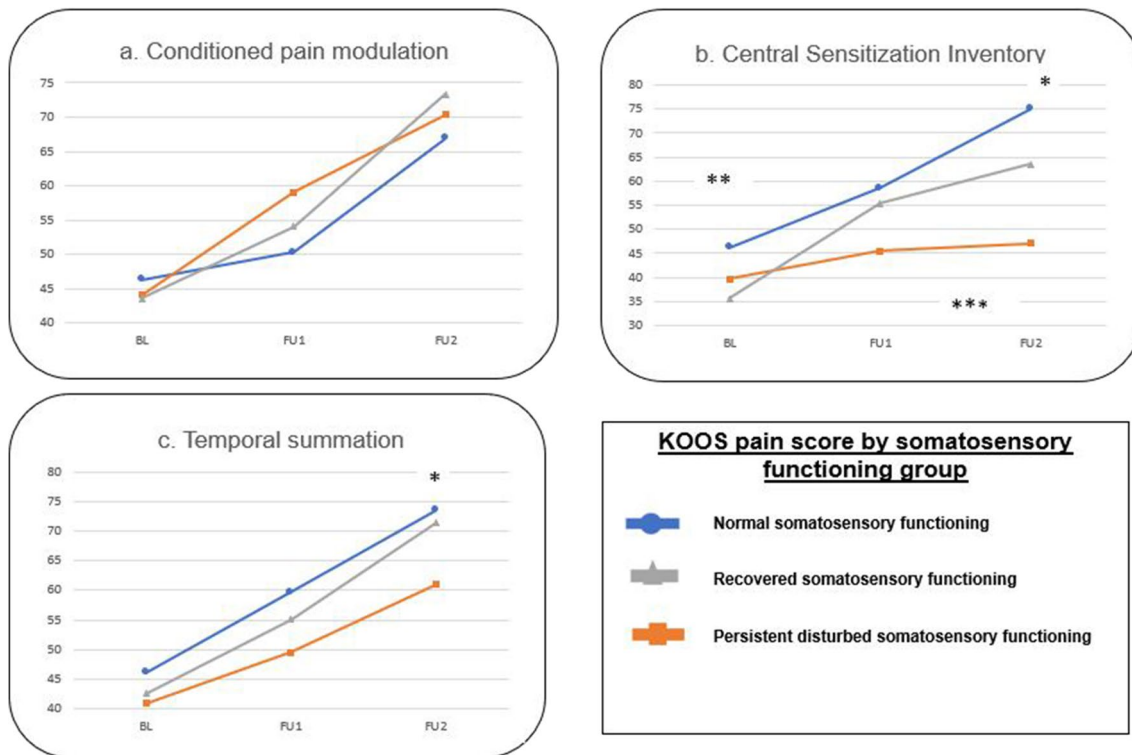 a. Conditioned pain modulation
75
70
65
60
55
50
45
40
BL
FU1
FU2
b. Central Sensitization Inventory
80
75
70
65
60
55
50
45
40
35
30
*
**
***
BL
FU1
FU2
c. Temporal summation
80
75
70
65
60
55
50
45
40
*
BL
FU1
FU2
KOOS pain score by somatosensory
functioning group
Normal somatosensory functioning
Recovered somatosensory functioning
Persistent disturbed somatosensory functioning